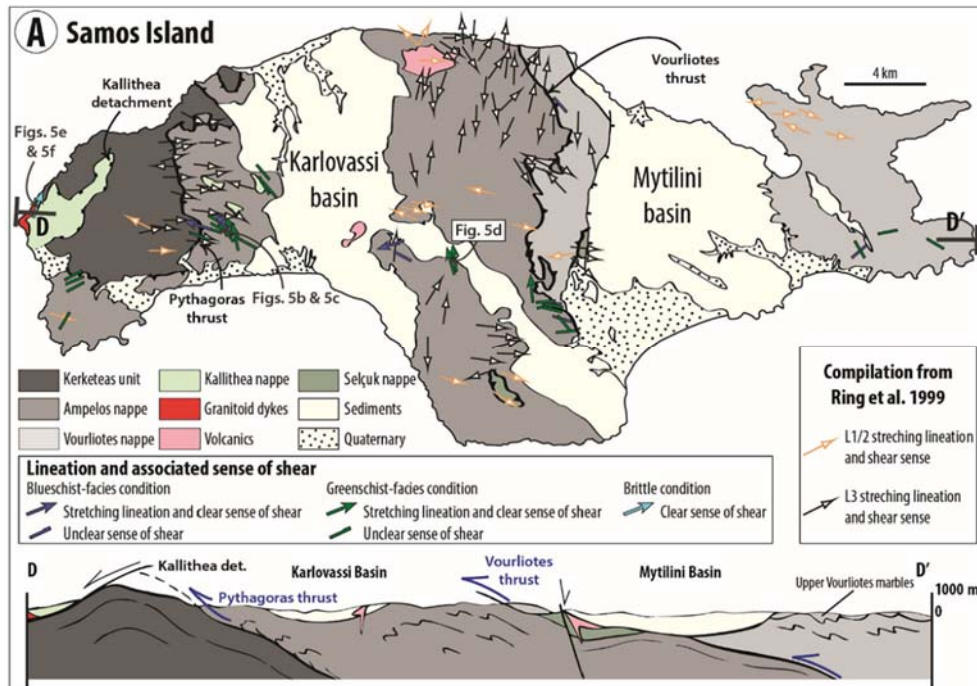 A Samos Island
Kallithea
detachment
Vourliotes
thrust
4 km
Figs. 5e
& 5f
Karlovassi
basin
Mytilini
basin
D
D'
Fig. 5d
Pythagoras
thrust
Figs. 5b & 5c
Kerketeas unit
Kallithea nappe
Selçuk nappe
Ampelos nappe
Granitoid dykes
Sediments
Vourliotes nappe
Volcanics
Quaternary
Compilation from
Ring et al. 1999
L1/2 streching lineation
and shear sense
L3 streching lineation
and shear sense
Lineation and associated sense of shear
Blueschist-facies condition
Stretching lineation and clear sense of shear
Unclear sense of shear
Greenschist-facies condition
Stretching lineation and clear sense of shear
Unclear sense of shear
Brittle condition
Clear sense of shear
D
Kallithea det.
Karlovassi Basin
Vourliotes
thrust
Mytilini Basin
D'
Pythagoras thrust
Upper Vourliotes marbles
1000 m
0